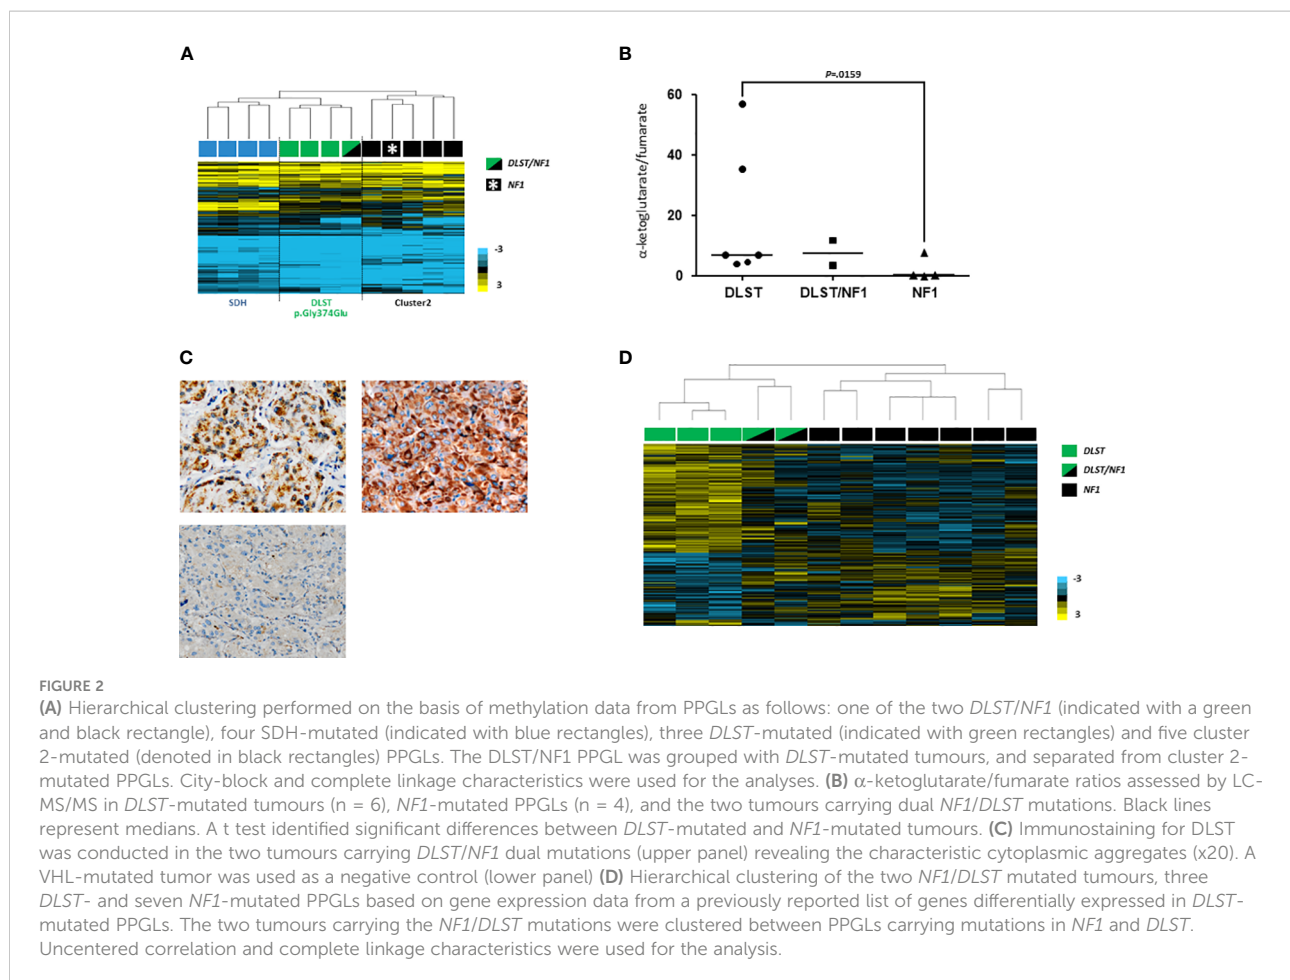 A
DLST/NF1
* NF1
-3
3
SDH
DLST
p.Gly374Glu
Cluster2
B
P=.0159
α-ketoglutarate/fumarate
60
40
20
0
DLST
DLST/NF1
NF1
C
D
DLST
DLST/NF1
NF1
-3
3
FIGURE 2
(A) Hierarchical clustering performed on the basis of methylation data from PPGLs as follows: one of the two DLST/NF1 (indicated with a green
and black rectangle), four SDH-mutated (indicated with blue rectangles), three DLST-mutated (indicated with green rectangles) and five cluster
2-mutated (denoted in black rectangles) PPGLs. The DLST/NF1 PPGL was grouped with DLST-mutated tumours, and separated from cluster 2-
mutated PPGLs. City-block and complete linkage characteristics were used for the analyses. (B) α-ketoglutarate/fumarate ratios assessed by LC-
MS/MS in DLST-mutated tumours (n = 6), NF1-mutated PPGLs (n = 4), and the two tumours carrying dual NF1/DLST mutations. Black lines
represent medians. A t test identified significant differences between DLST-mutated and NF1-mutated tumours. (C) Immunostaining for DLST
was conducted in the two tumours carrying DLST/NF1 dual mutations (upper panel) revealing the characteristic cytoplasmic aggregates (x20). A
VHL-mutated tumor was used as a negative control (lower panel) (D) Hierarchical clustering of the two NF1/DLST mutated tumours, three
DLST- and seven NF1-mutated PPGLs based on gene expression data from a previously reported list of genes differentially expressed in DLST-
mutated PPGLs. The two tumours carrying the NF1/DLST mutations were clustered between PPGLs carrying mutations in NF1 and DLST.
Uncentered correlation and complete linkage characteristics were used for the analysis.